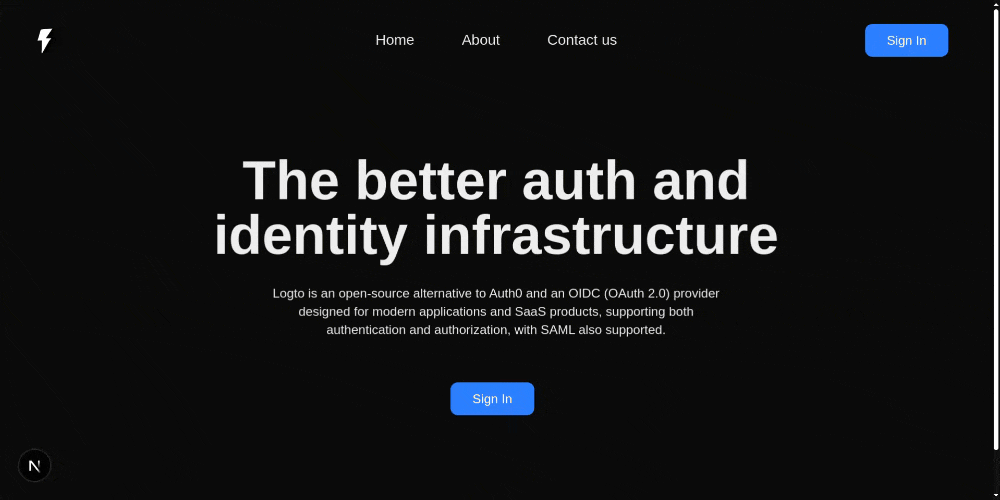 Home About Contact us Sign In
The better auth and
identity infrastructure
Logto is an open-source alternative to Auth0 and an OIDC (OAuth 2.0) provider
designed for modern applications and SaaS products, supporting both
authentication and authorization, with SAML also supported.
Sign In
N